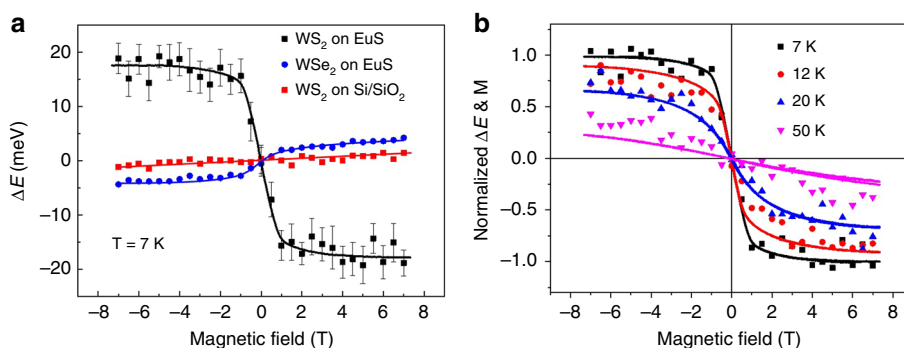 a
WS₂ on EuS
WSe₂ on EuS
WS₂ on Si/SiO₂
20
10
0
−10
−20
ΔE (meV)
T = 7 K
−8 −6 −4 −2 0 2 4 6 8
Magnetic field (T)
b
7 K
12 K
20 K
50 K
1.0
0.5
0.0
−0.5
−1.0
Normalized ΔE & M
−8 −6 −4 −2 0 2 4 6 8
Magnetic field (T)